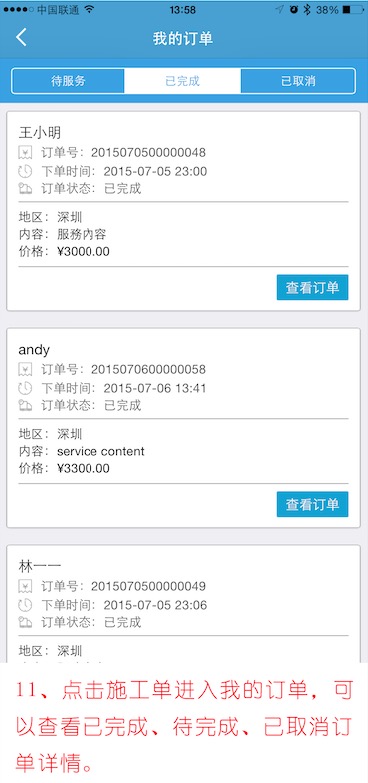 中国联通 13:58 38%
我的订单
待服务 已完成 已取消
王小明
订单号：2015070500000048
下单时间：2015-07-05 23:00
订单状态：已完成
地区：深圳
内容：服務內容
价格：¥3000.00
查看订单
andy
订单号：2015070600000058
下单时间：2015-07-06 13:41
订单状态：已完成
地区：深圳
内容：service content
价格：¥3300.00
查看订单
林一一
订单号：2015070500000049
下单时间：2015-07-05 23:06
订单状态：已完成
地区：深圳
11、点击施工单进入我的订单，可
以查看已完成、待完成、已取消订
单详情。